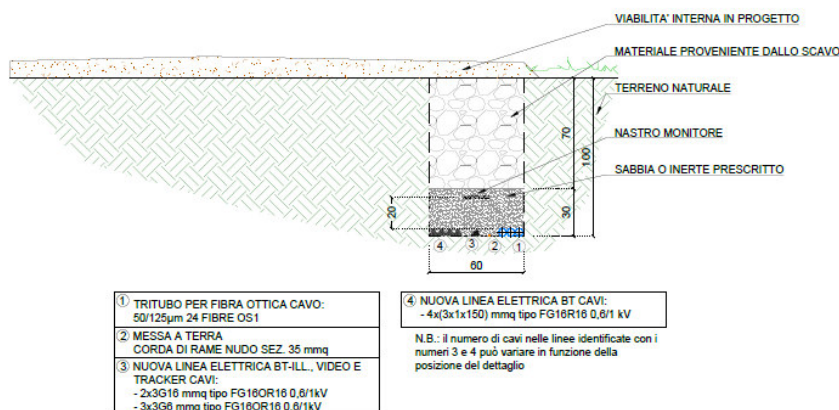 VIABILITA' INTERNA IN PROGETTO
MATERIALE PROVENIENTE DALLO SCAVO
TERRENO NATURALE
NASTRO MONITORE
SABBIA O INERTE PRESCRITTO
70
100
30
20
4 3 2 1
60
1 TRITUBO PER FIBRA OTTICA CAVO:
50/125µm 24 FIBRE OS1
2 MESSA A TERRA
CORDA DI RAME NUDO SEZ. 35 mmq
3 NUOVA LINEA ELETTRICA BT-ILL., VIDEO E
TRACKER CAVI:
- 2x3G16 mmq tipo FG16OR16 0,6/1kV
- 3x3G6 mmq tipo FG16OR16 0,6/1kV
4 NUOVA LINEA ELETTRICA BT CAVI:
- 4x(3x1x150) mmq tipo FG16R16 0,6/1 kV
N.B.: il numero di cavi nelle linee identificate con i
numeri 3 e 4 può variare in funzione della
posizione del dettaglio